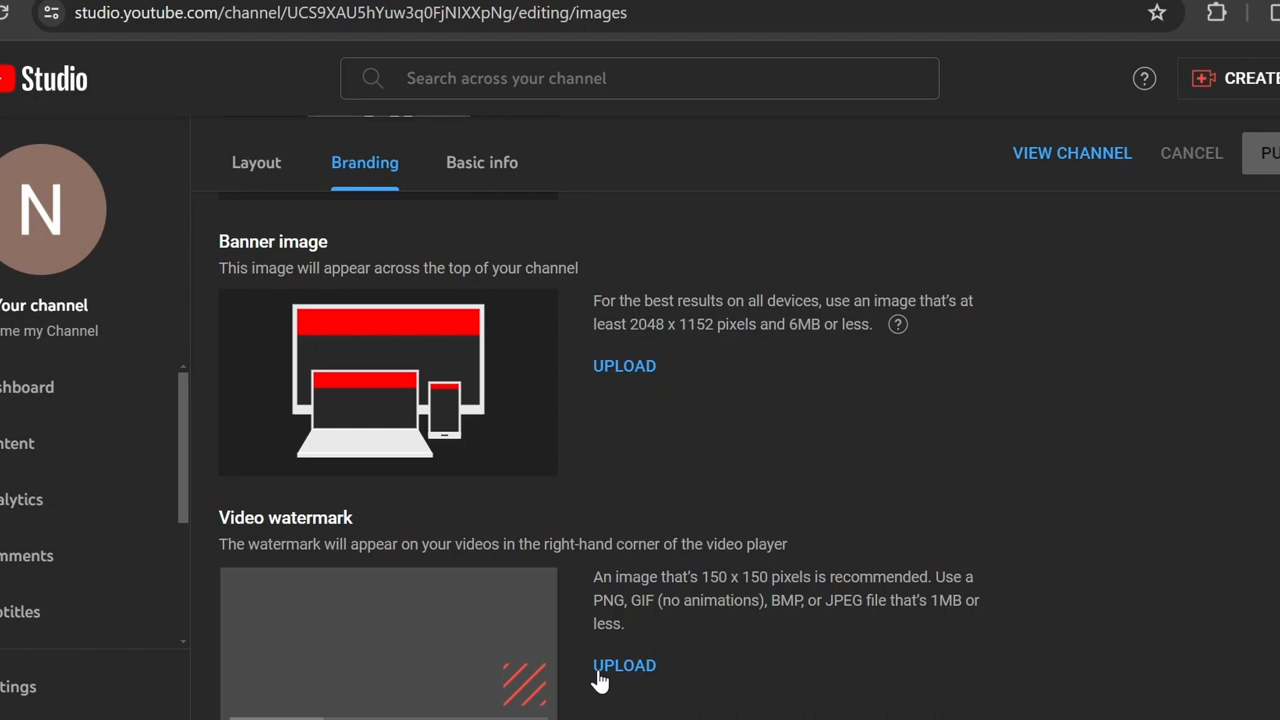 studio.youtube.com/channel/UCS9XAU5hYuw3q0FjNIXXpNg/editing/images
Studio
Search across your channel
?
CREATE
Layout
Branding
Basic info
VIEW CHANNEL
CANCEL
PU
N
Your channel
me my Channel
shboard
ntent
alytics
mments
otitles
tings
Banner image
This image will appear across the top of your channel
For the best results on all devices, use an image that's at
least 2048 x 1152 pixels and 6MB or less. ?
UPLOAD
Video watermark
The watermark will appear on your videos in the right-hand corner of the video player
An image that's 150 x 150 pixels is recommended. Use a
PNG, GIF (no animations), BMP, or JPEG file that's 1MB or
less.
UPLOAD